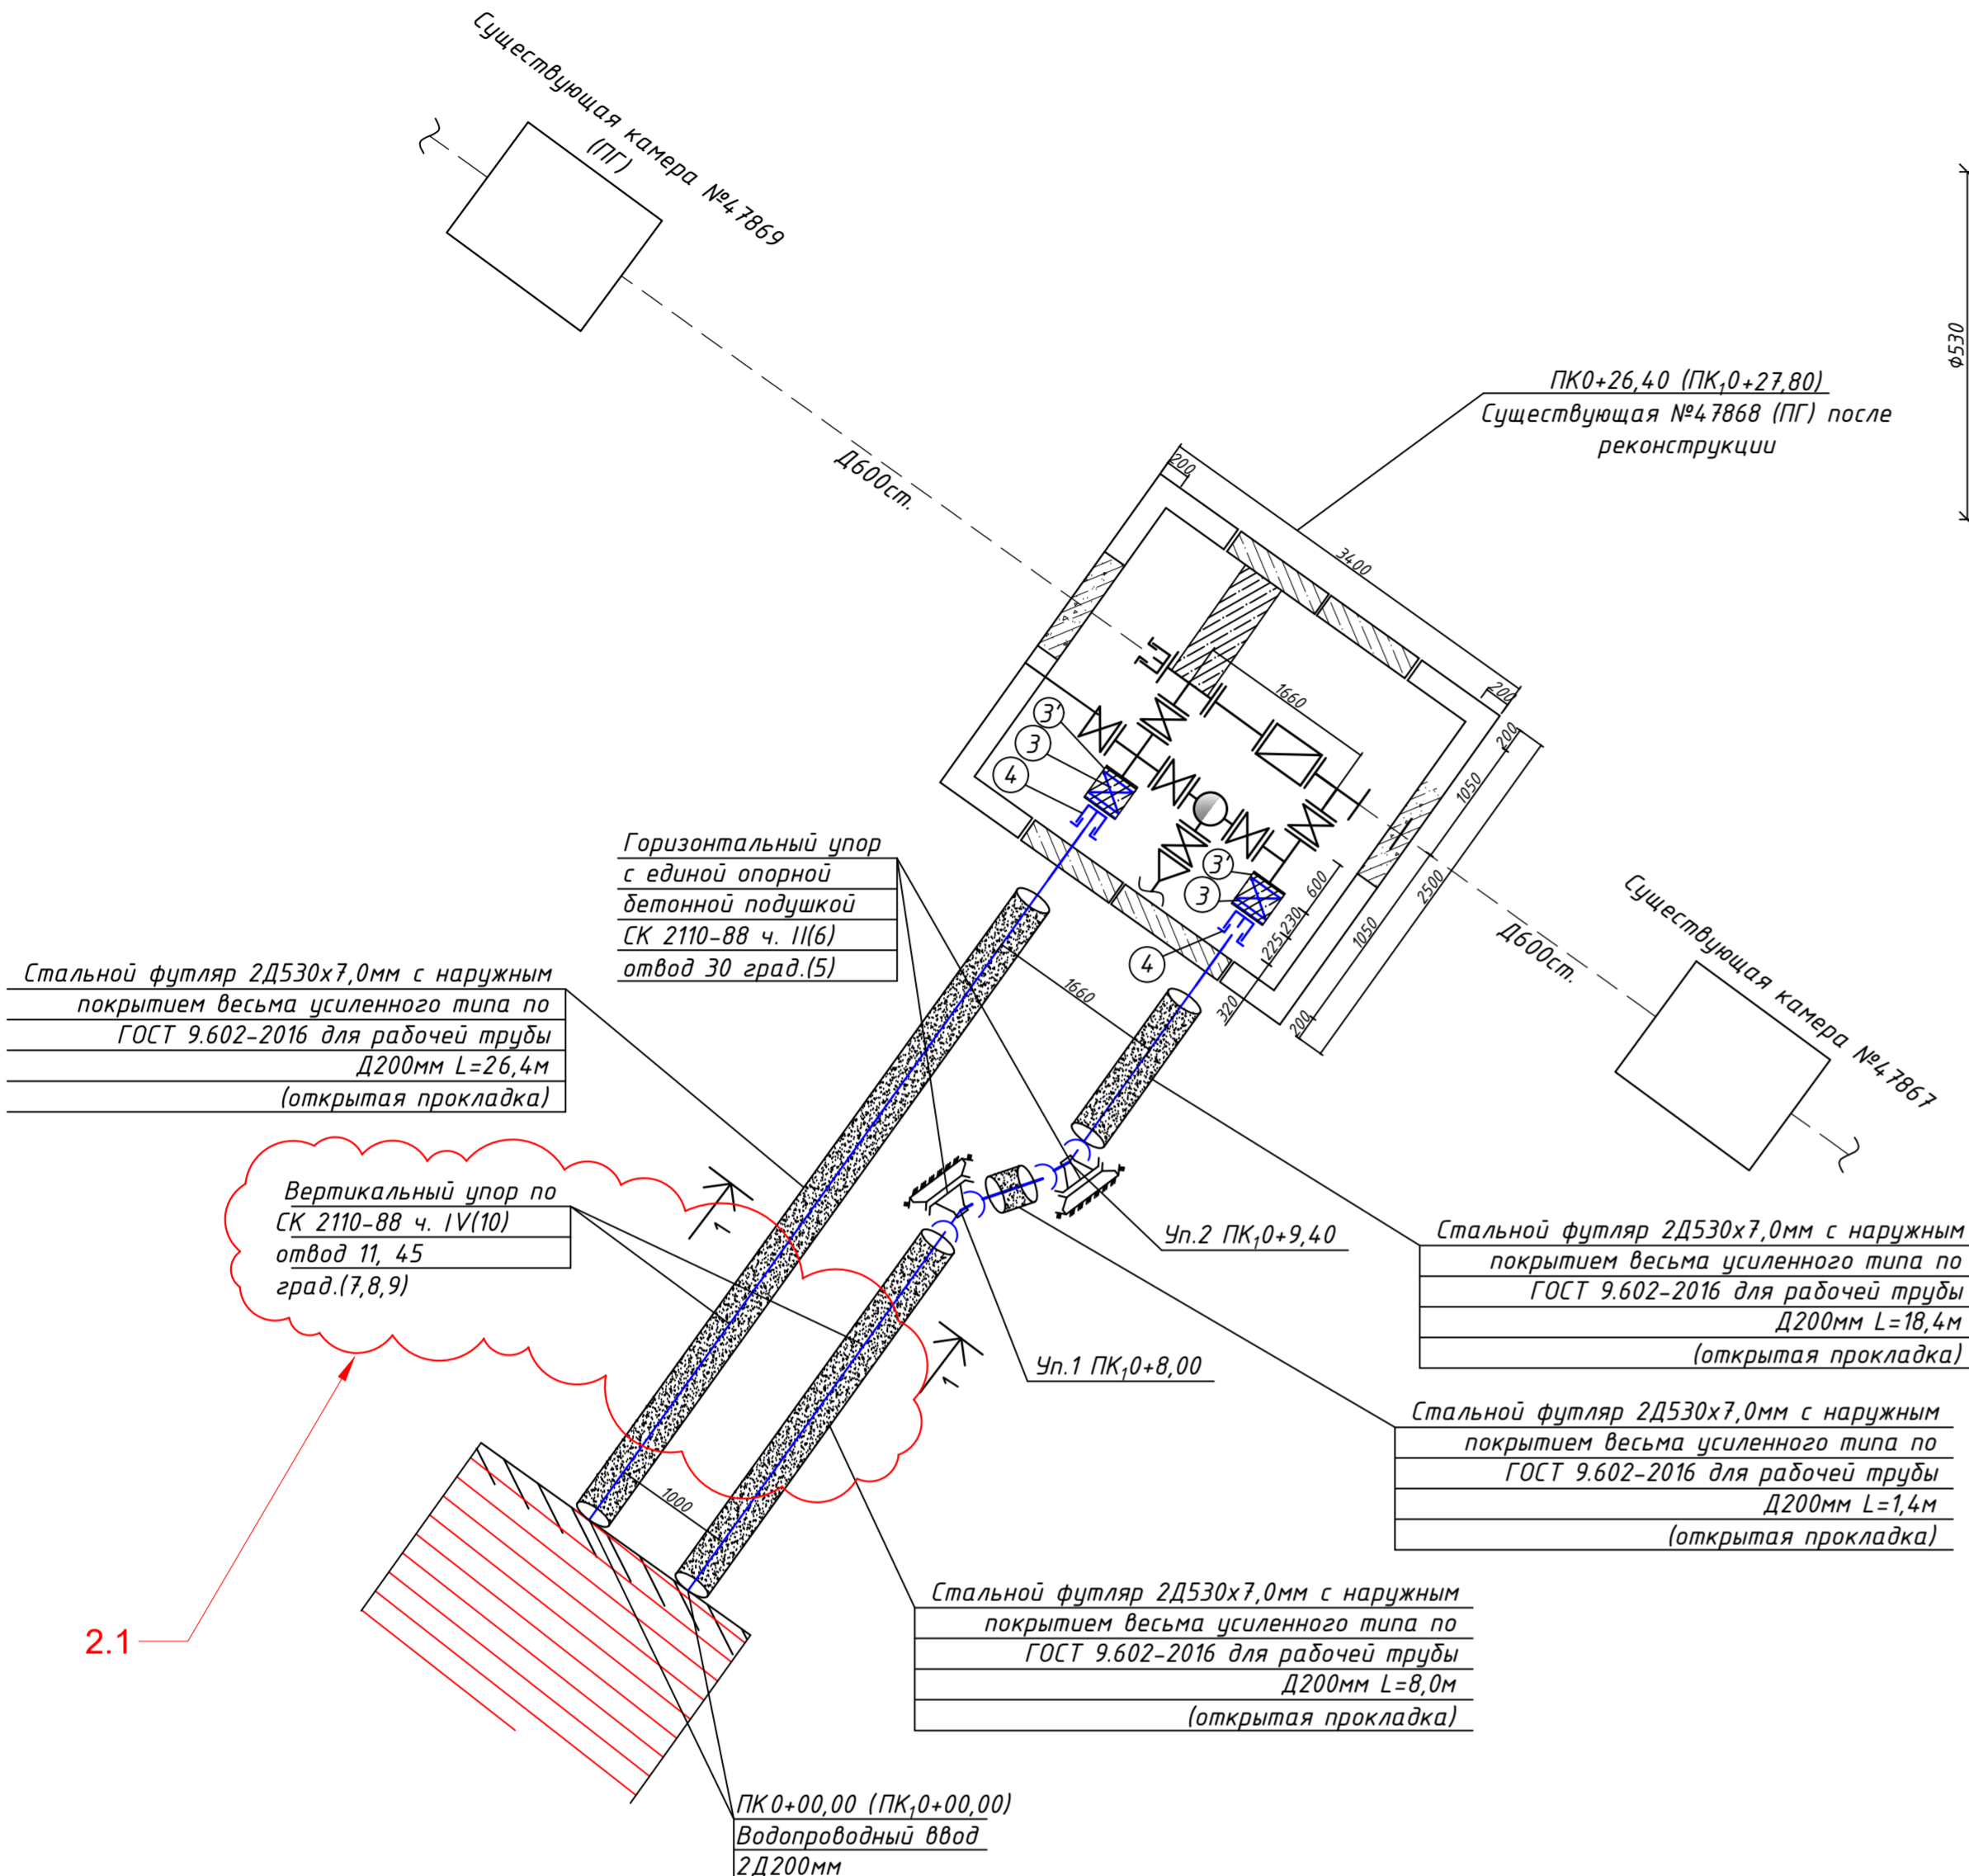 Существующая камера №47869
(ПГ)
Д600ст.
ПК0+26,40 (ПК₁0+27,80)
Существующая №47868 (ПГ) после
реконструкции
ϕ530
200
3400
200
200
1660
1050
2500
1050
200
3'
3
4
3'
3
4
600
230
225
320
Д600ст.
Существующая камера №47867
Горизонтальный упор
с единой опорной
бетонной подушкой
СК 2110-88 ч. II(6)
отвод 30 град.(5)
1660
Стальной футляр 2Д530х7,0мм с наружным
покрытием весьма усиленного типа по
ГОСТ 9.602-2016 для рабочей трубы
Д200мм L=26,4м
(открытая прокладка)
Вертикальный упор по
СК 2110-88 ч. IV(10)
отвод 11, 45
град.(7,8,9)
1
1
Уп.2 ПК₁0+9,40
Уп.1 ПК₁0+8,00
Стальной футляр 2Д530х7,0мм с наружным
покрытием весьма усиленного типа по
ГОСТ 9.602-2016 для рабочей трубы
Д200мм L=18,4м
(открытая прокладка)
Стальной футляр 2Д530х7,0мм с наружным
покрытием весьма усиленного типа по
ГОСТ 9.602-2016 для рабочей трубы
Д200мм L=1,4м
(открытая прокладка)
1000
Стальной футляр 2Д530х7,0мм с наружным
покрытием весьма усиленного типа по
ГОСТ 9.602-2016 для рабочей трубы
Д200мм L=8,0м
(открытая прокладка)
2.1
ПК0+00,00 (ПК₁0+00,00)
Водопроводный ввод
2Д200мм